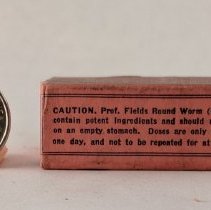 CAUTION. Prof. Fields Round Worm (
contain potent ingredients and should
on an empty stomach. Doses are only
one day, and not to be repeated for at